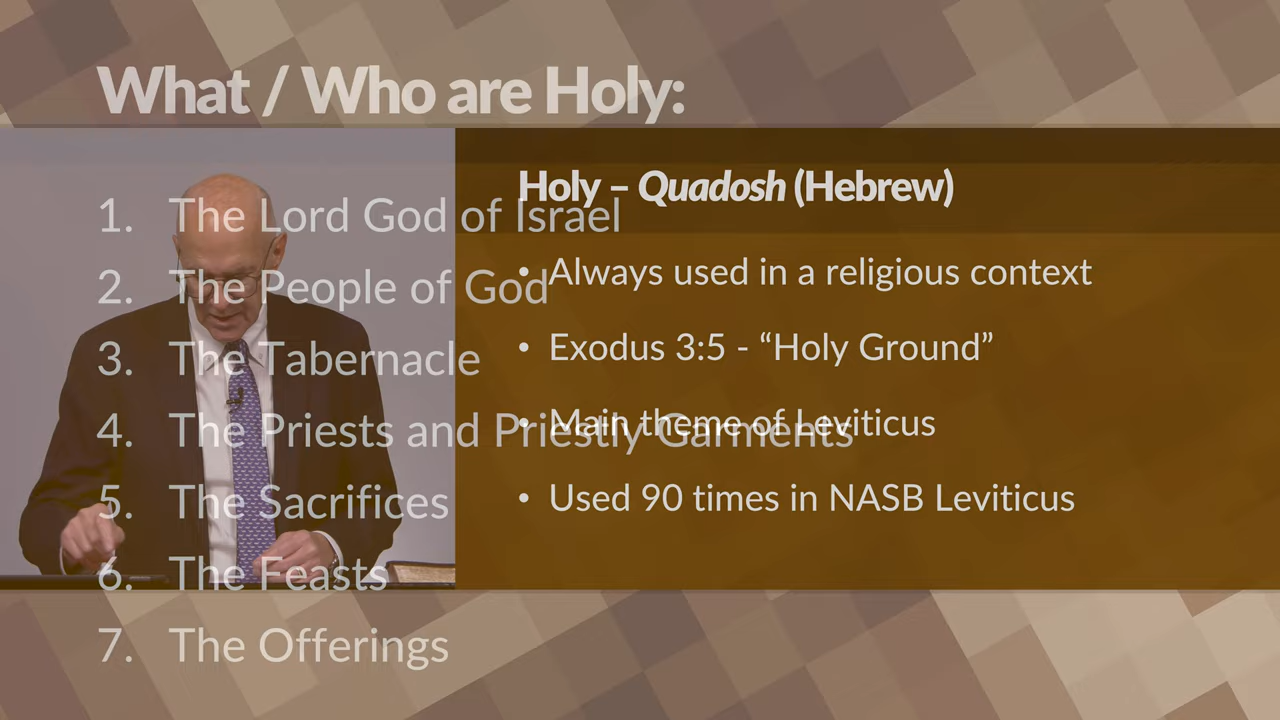 What / Who are Holy:
1. The Lord God of Israel
2. The People of God
3. The Tabernacle
4. The Priests and Priestly Garments
5. The Sacrifices
6. The Feasts
7. The Offerings
Holy – Quadosh (Hebrew)
• Always used in a religious context
• Exodus 3:5 - “Holy Ground”
• Main theme of Leviticus
• Used 90 times in NASB Leviticus